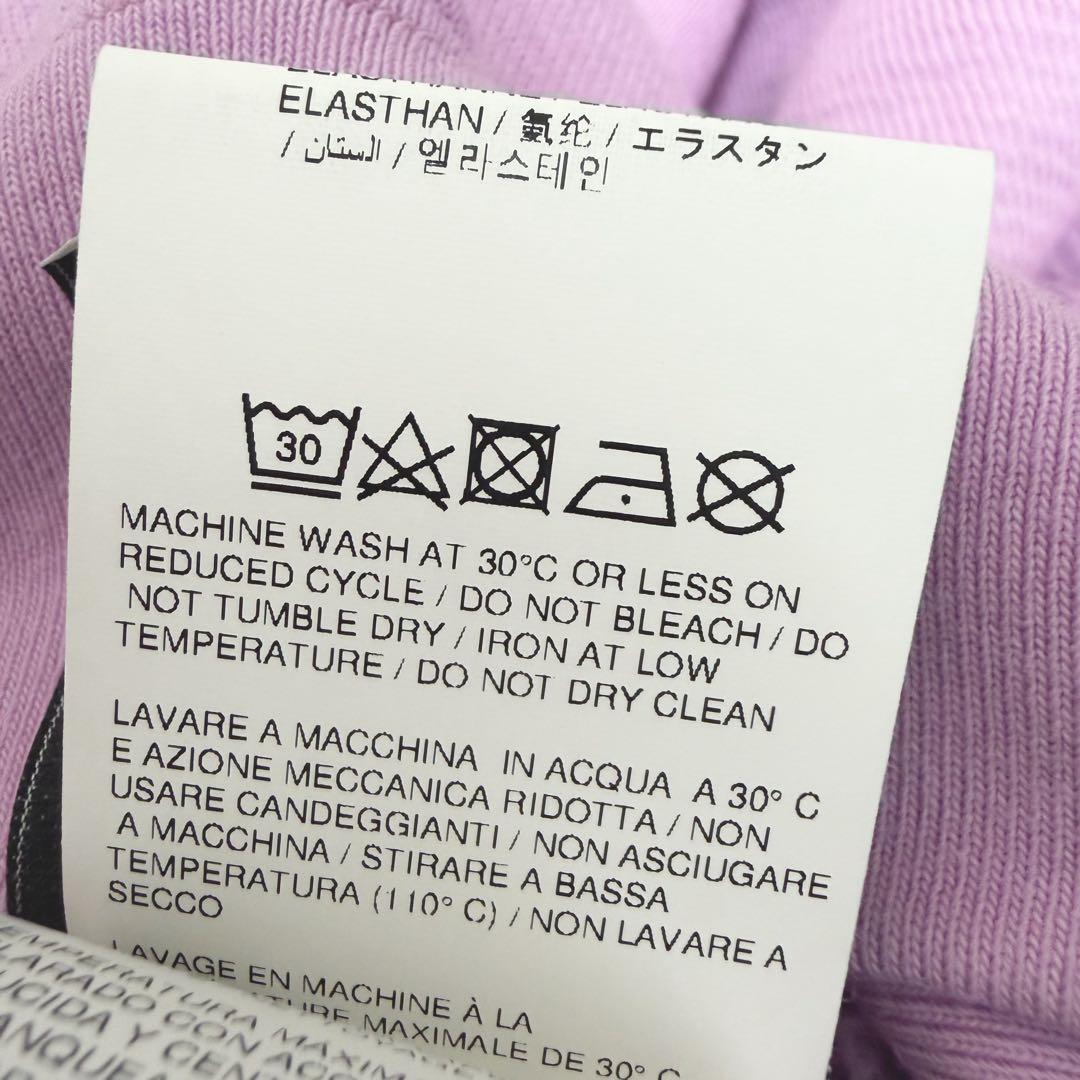 ELASTHAN / 氨纶 / エラスタン
/ الستان / 엘라스테인
30
MACHINE WASH AT 30°C OR LESS ON
REDUCED CYCLE / DO NOT BLEACH / DO
NOT TUMBLE DRY / IRON AT LOW
TEMPERATURE / DO NOT DRY CLEAN
LAVARE A MACCHINA IN ACQUA A 30° C
E AZIONE MECCANICA RIDOTTA / NON
USARE CANDEGGIANTI / NON ASCIUGARE
A MACCHINA / STIRARE A BASSA
TEMPERATURA (110° C) / NON LAVARE A
SECCO
LAVAGE EN MACHINE À LA
MAXIMALE DE 30° C